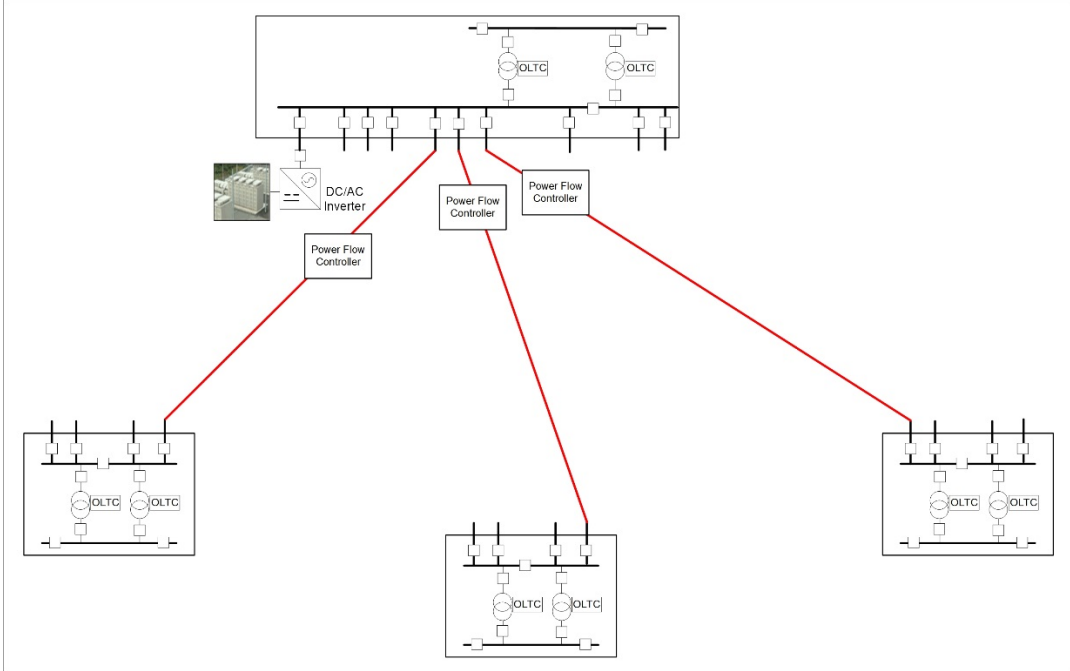 OLTC
OLTC
DC/AC
Inverter
Power Flow
Controller
Power Flow
Controller
Power Flow
Controller
OLTC
OLTC
OLTC
OLTC
OLTC
OLTC